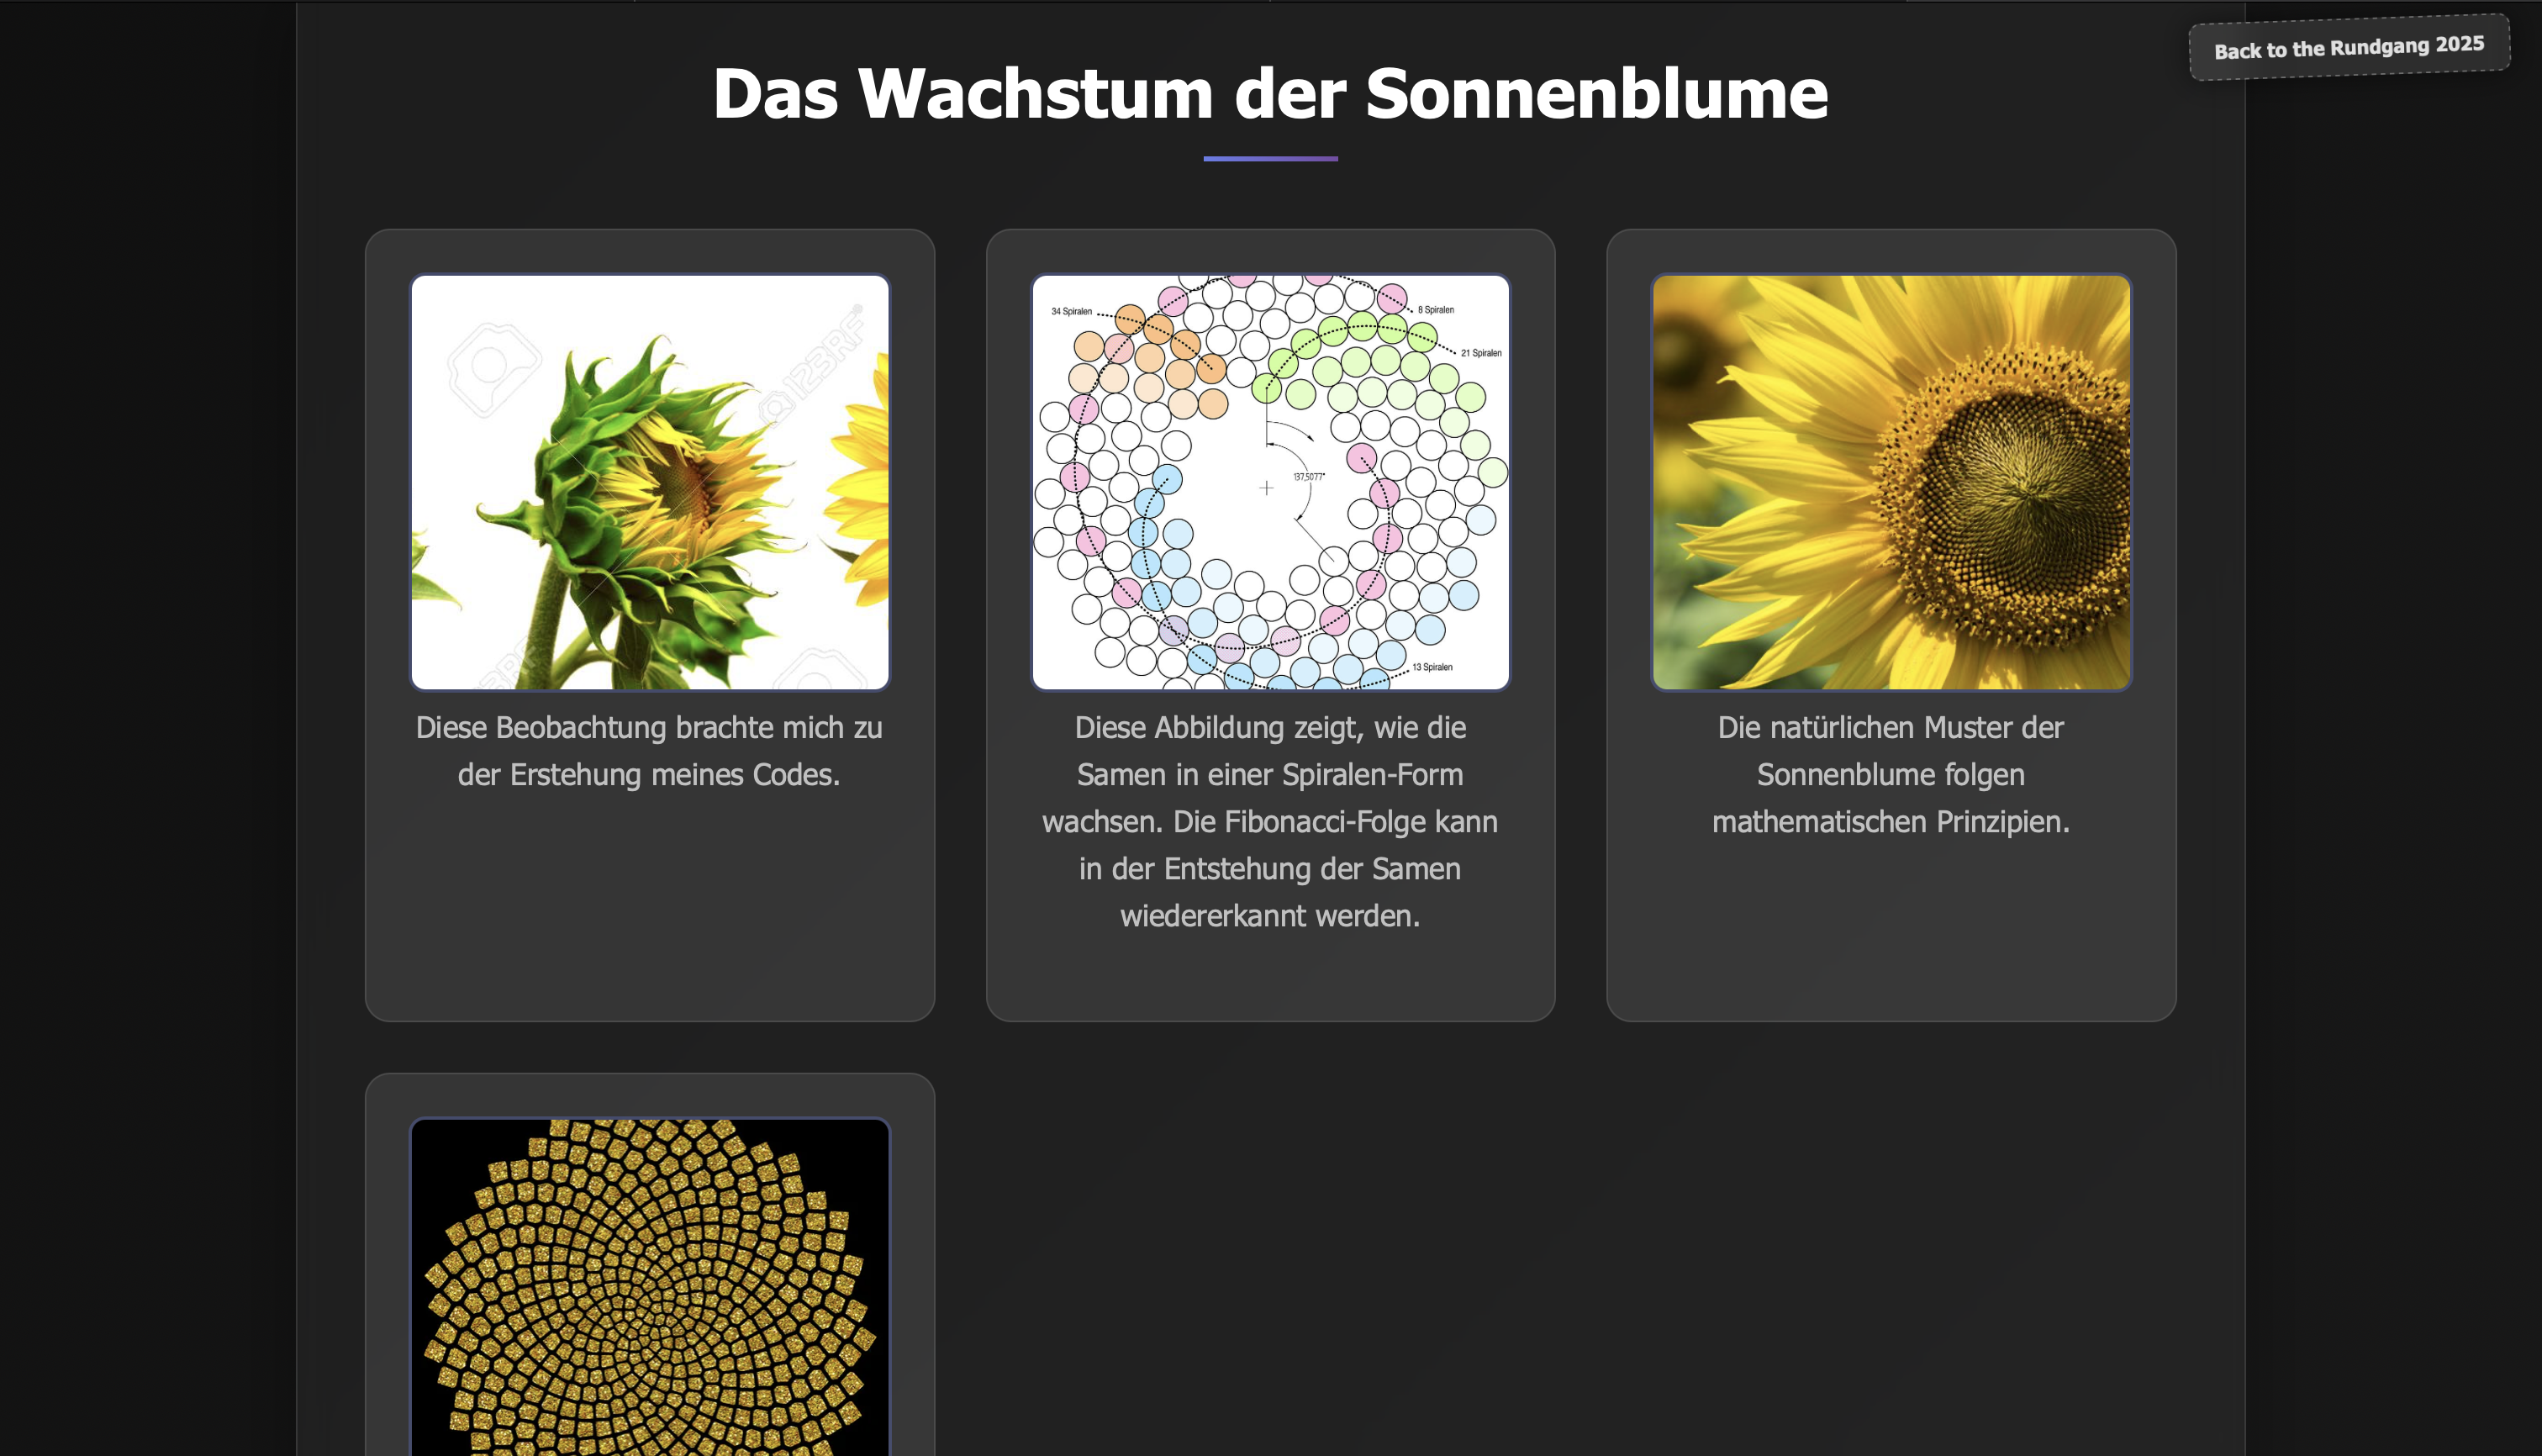 Back to the Rundgang 2025
Das Wachstum der Sonnenblume
@123RF®
34 Spiralen
8 Spiralen
21 Spiralen
137,5077°
13 Spiralen
Diese Beobachtung brachte mich zu
der Erstehung meines Codes.
Diese Abbildung zeigt, wie die
Samen in einer Spiralen-Form
wachsen. Die Fibonacci-Folge kann
in der Entstehung der Samen
wiedererkannt werden.
Die natürlichen Muster der
Sonnenblume folgen
mathematischen Prinzipien.